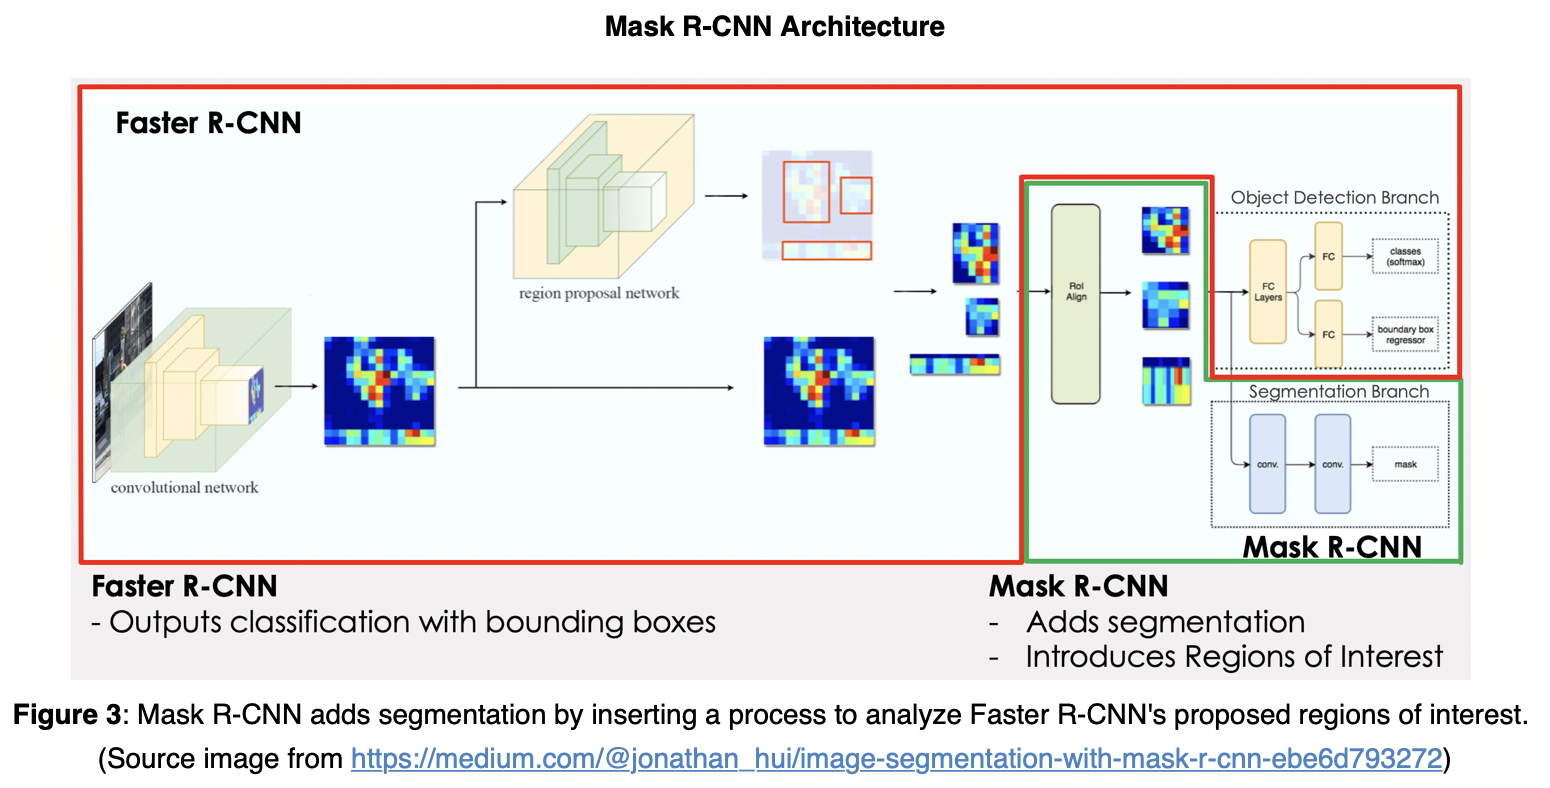 Mask R-CNN Architecture
Faster R-CNN
region proposal network
convolutional network
RoI
Align
Object Detection Branch
FC
Layers
FC
classes
(softmax)
FC
boundary box
regressor
Segmentation Branch
conv.
conv.
mask
Mask R-CNN
Faster R-CNN
- Outputs classification with bounding boxes
Mask R-CNN
- Adds segmentation
- Introduces Regions of Interest
Figure 3: Mask R-CNN adds segmentation by inserting a process to analyze Faster R-CNN's proposed regions of interest.
(Source image from https://medium.com/@jonathan_hui/image-segmentation-with-mask-r-cnn-ebe6d793272)